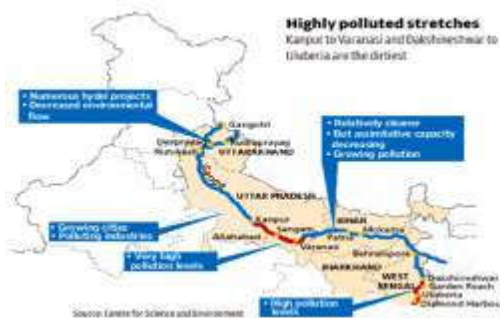 Highly polluted stretches
Kanpur to Varanasi and Dakshineshwar to
Uluberia are the dirtiest
• Numerous hydel projects
• Decreased environmental
flow
Gangotri
Rudraprayag
UTTARAKHAND
• Relatively cleaner
• But assimilative capacity
decreasing
• Growing pollution
UTTAR PRADESH
• Growing cities
• Polluting industries
Kanpur
Sangam
Allahabad
Varanasi
BIHAR
Patna
Mokama
Behrampore
JHARKHAND
• Very high
pollution levels
WEST
BENGAL
Dakshineshwar
Garden Reach
Uluberia
Diamond Harbour
• High pollution
levels
Source: Centre for Science and Environment